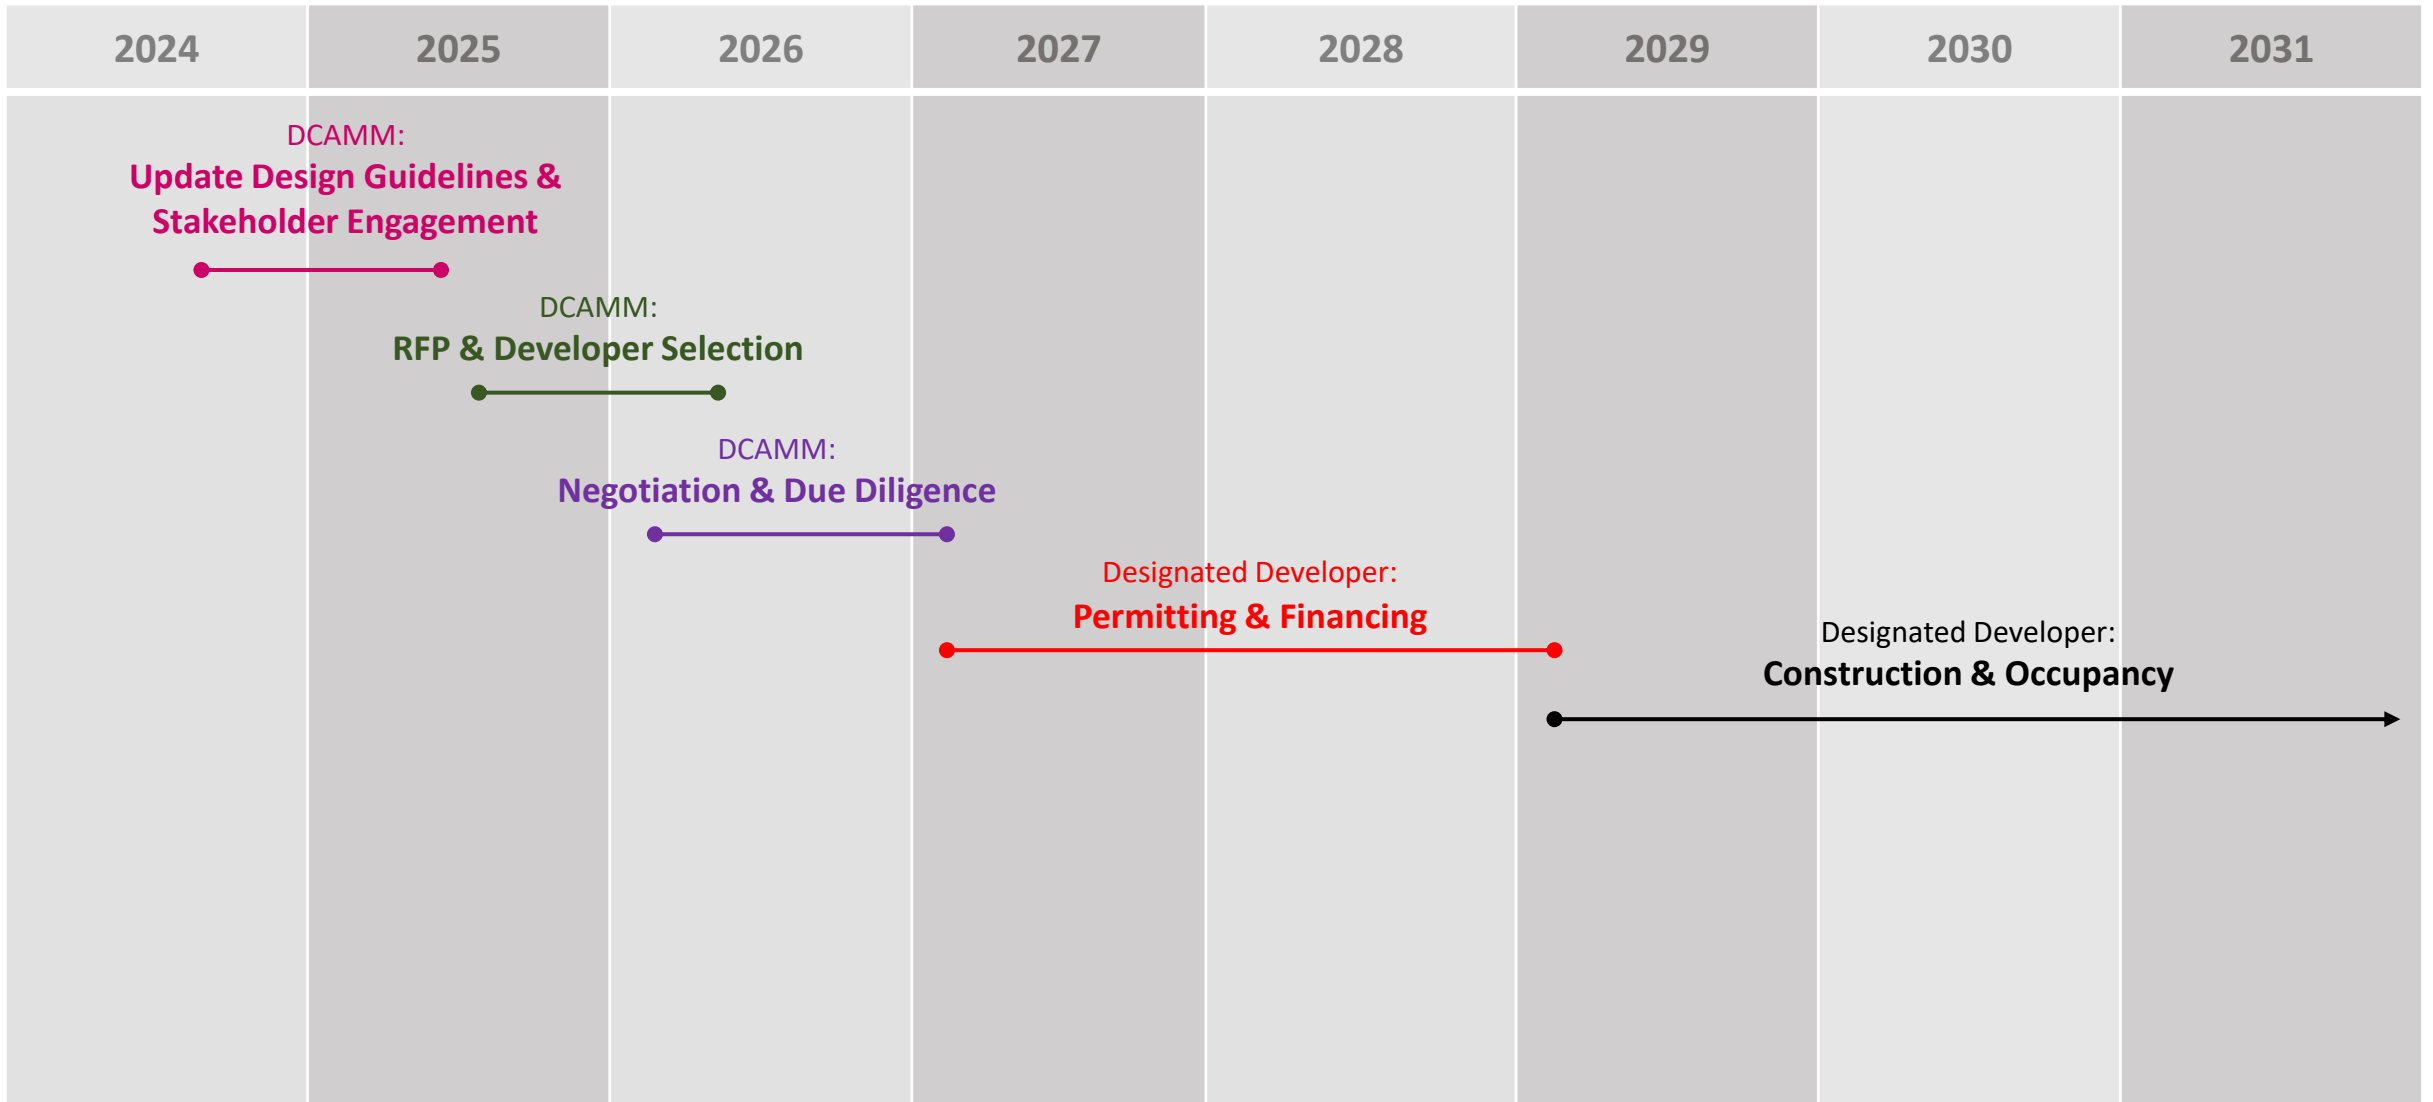 2024 2025 2026 2027 2028 2029 2030 2031
DCAMM:
Update Design Guidelines &
Stakeholder Engagement
DCAMM:
RFP & Developer Selection
DCAMM:
Negotiation & Due Diligence
Designated Developer:
Permitting & Financing
Designated Developer:
Construction & Occupancy